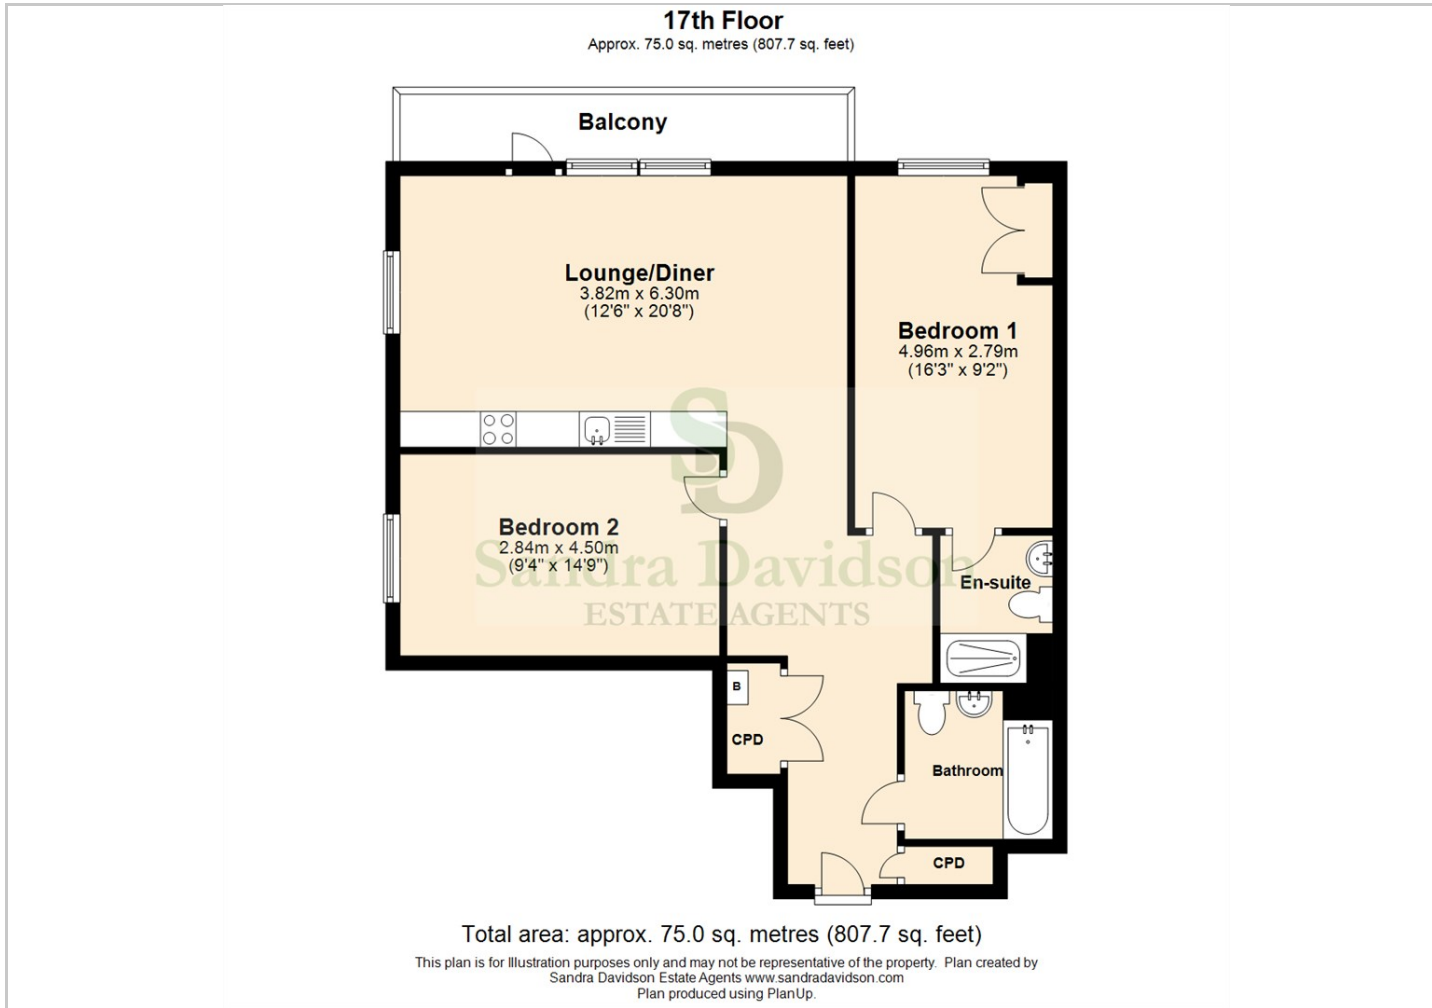 17th Floor
Approx. 75.0 sq. metres (807.7 sq. feet)
Balcony
Lounge/Diner
3.82m x 6.30m
(12'6" x 20'8")
Bedroom 1
4.96m x 2.79m
(16'3" x 9'2")
SD
Bedroom 2
2.84m x 4.50m
(9'4" x 14'9")
Sandra Davidson
ESTATE AGENTS
En-suite
B
CPD
Bathroom
CPD
Total area: approx. 75.0 sq. metres (807.7 sq. feet)
This plan is for Illustration purposes only and may not be representative of the property. Plan created by
Sandra Davidson Estate Agents www.sandradavidson.com
Plan produced using PlanUp.